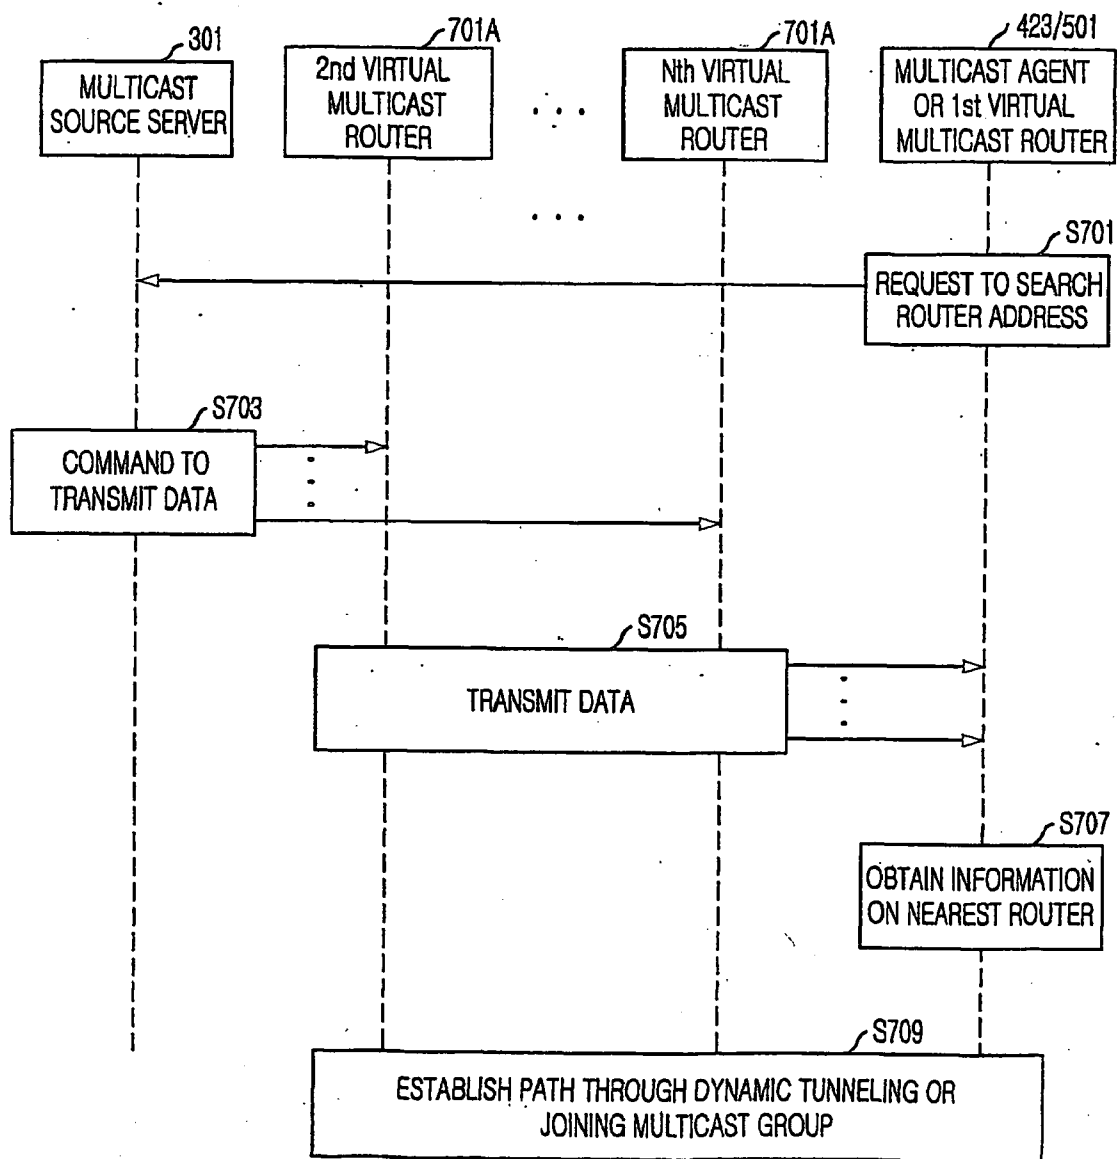 301
701A
701A
423/501
MULTICAST
SOURCE SERVER
2nd VIRTUAL
MULTICAST
ROUTER
. . .
Nth VIRTUAL
MULTICAST
ROUTER
MULTICAST AGENT
OR 1st VIRTUAL
MULTICAST ROUTER
. . .
S701
REQUEST TO SEARCH
ROUTER ADDRESS
S703
COMMAND TO
TRANSMIT DATA
S705
TRANSMIT DATA
S707
OBTAIN INFORMATION
ON NEAREST ROUTER
S709
ESTABLISH PATH THROUGH DYNAMIC TUNNELING OR
JOINING MULTICAST GROUP